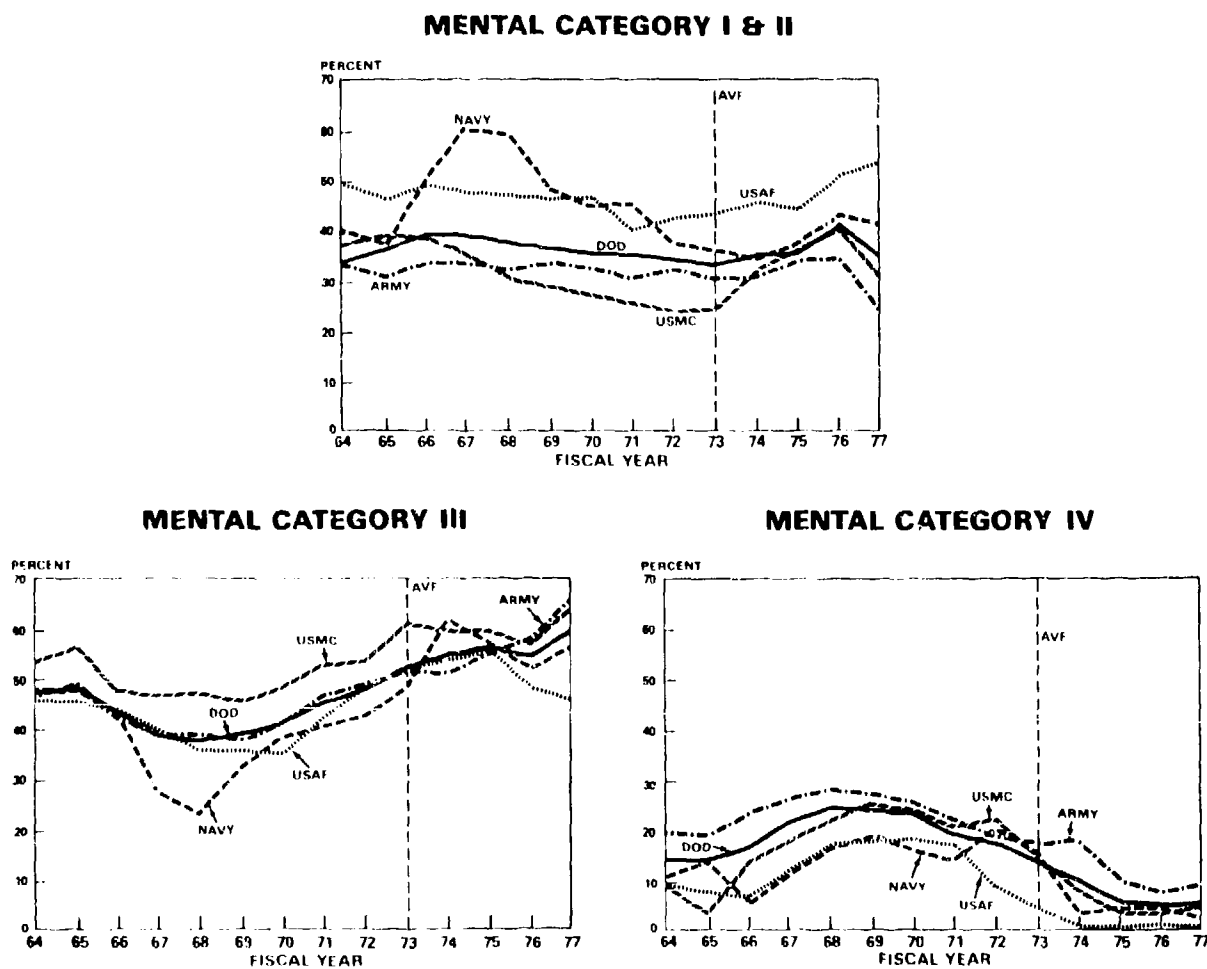 MENTAL CATEGORY I & II
PERCENT
70
AVF
60
NAVY
50
USAF
40
DOD
ARMY
30
USMC
20
10
0
64 65 66 67 68 69 70 71 72 73 74 75 76 77
FISCAL YEAR
MENTAL CATEGORY III
PERCENT
70
AVF
ARMY
60
USMC
50
DOD
40
USAF
30
NAVY
20
10
0
64 65 66 67 68 69 70 71 72 73 74 75 76 77
FISCAL YEAR
MENTAL CATEGORY IV
PERCENT
70
60
AVF
50
40
30
USMC
ARMY
20
DOD
NAVY
10
USAF
0
64 65 66 67 68 69 70 71 72 73 74 75 76 77
FISCAL YEAR